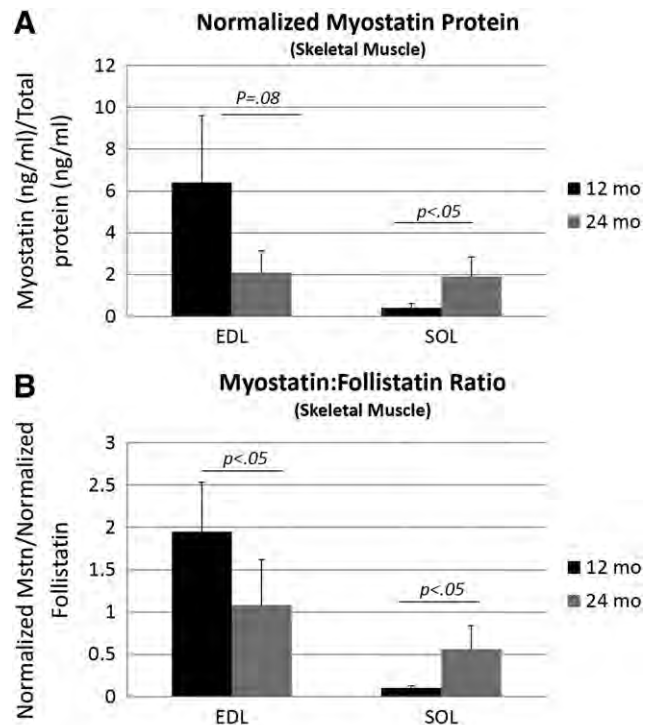 A
Normalized Myostatin Protein
(Skeletal Muscle)
Myostatin (ng/ml)/Total
protein (ng/ml)
12
10
8
6
4
2
0
P=.08
p<.05
EDL
SOL
12 mo
24 mo
B
Myostatin:Follistatin Ratio
(Skeletal Muscle)
Normalized Mstn/Normalized
Follistatin
3
2.5
2
1.5
1
0.5
0
p<.05
p<.05
EDL
SOL
12 mo
24 mo